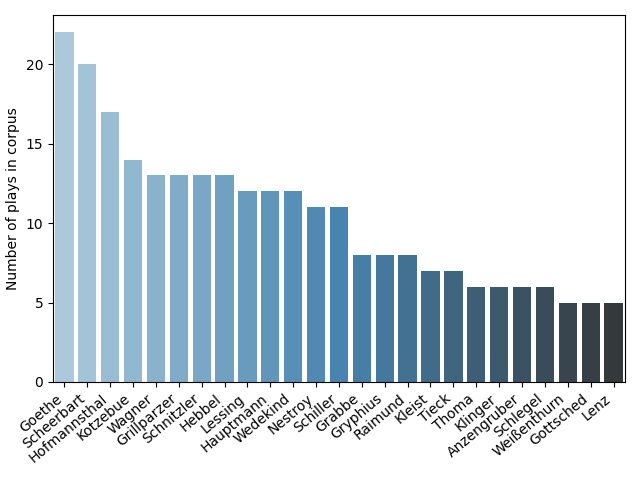 Number of plays in corpus
20
15
10
5
0
Goethe
Scheerbart
Hofmannsthal
Kotzebue
Wagner
Grillparzer
Schnitzler
Hebbel
Lessing
Hauptmann
Wedekind
Nestroy
Schiller
Grabbe
Gryphius
Raimund
Kleist
Tieck
Thoma
Klinger
Anzengruber
Schlegel
Weißenthurn
Gottsched
Lenz